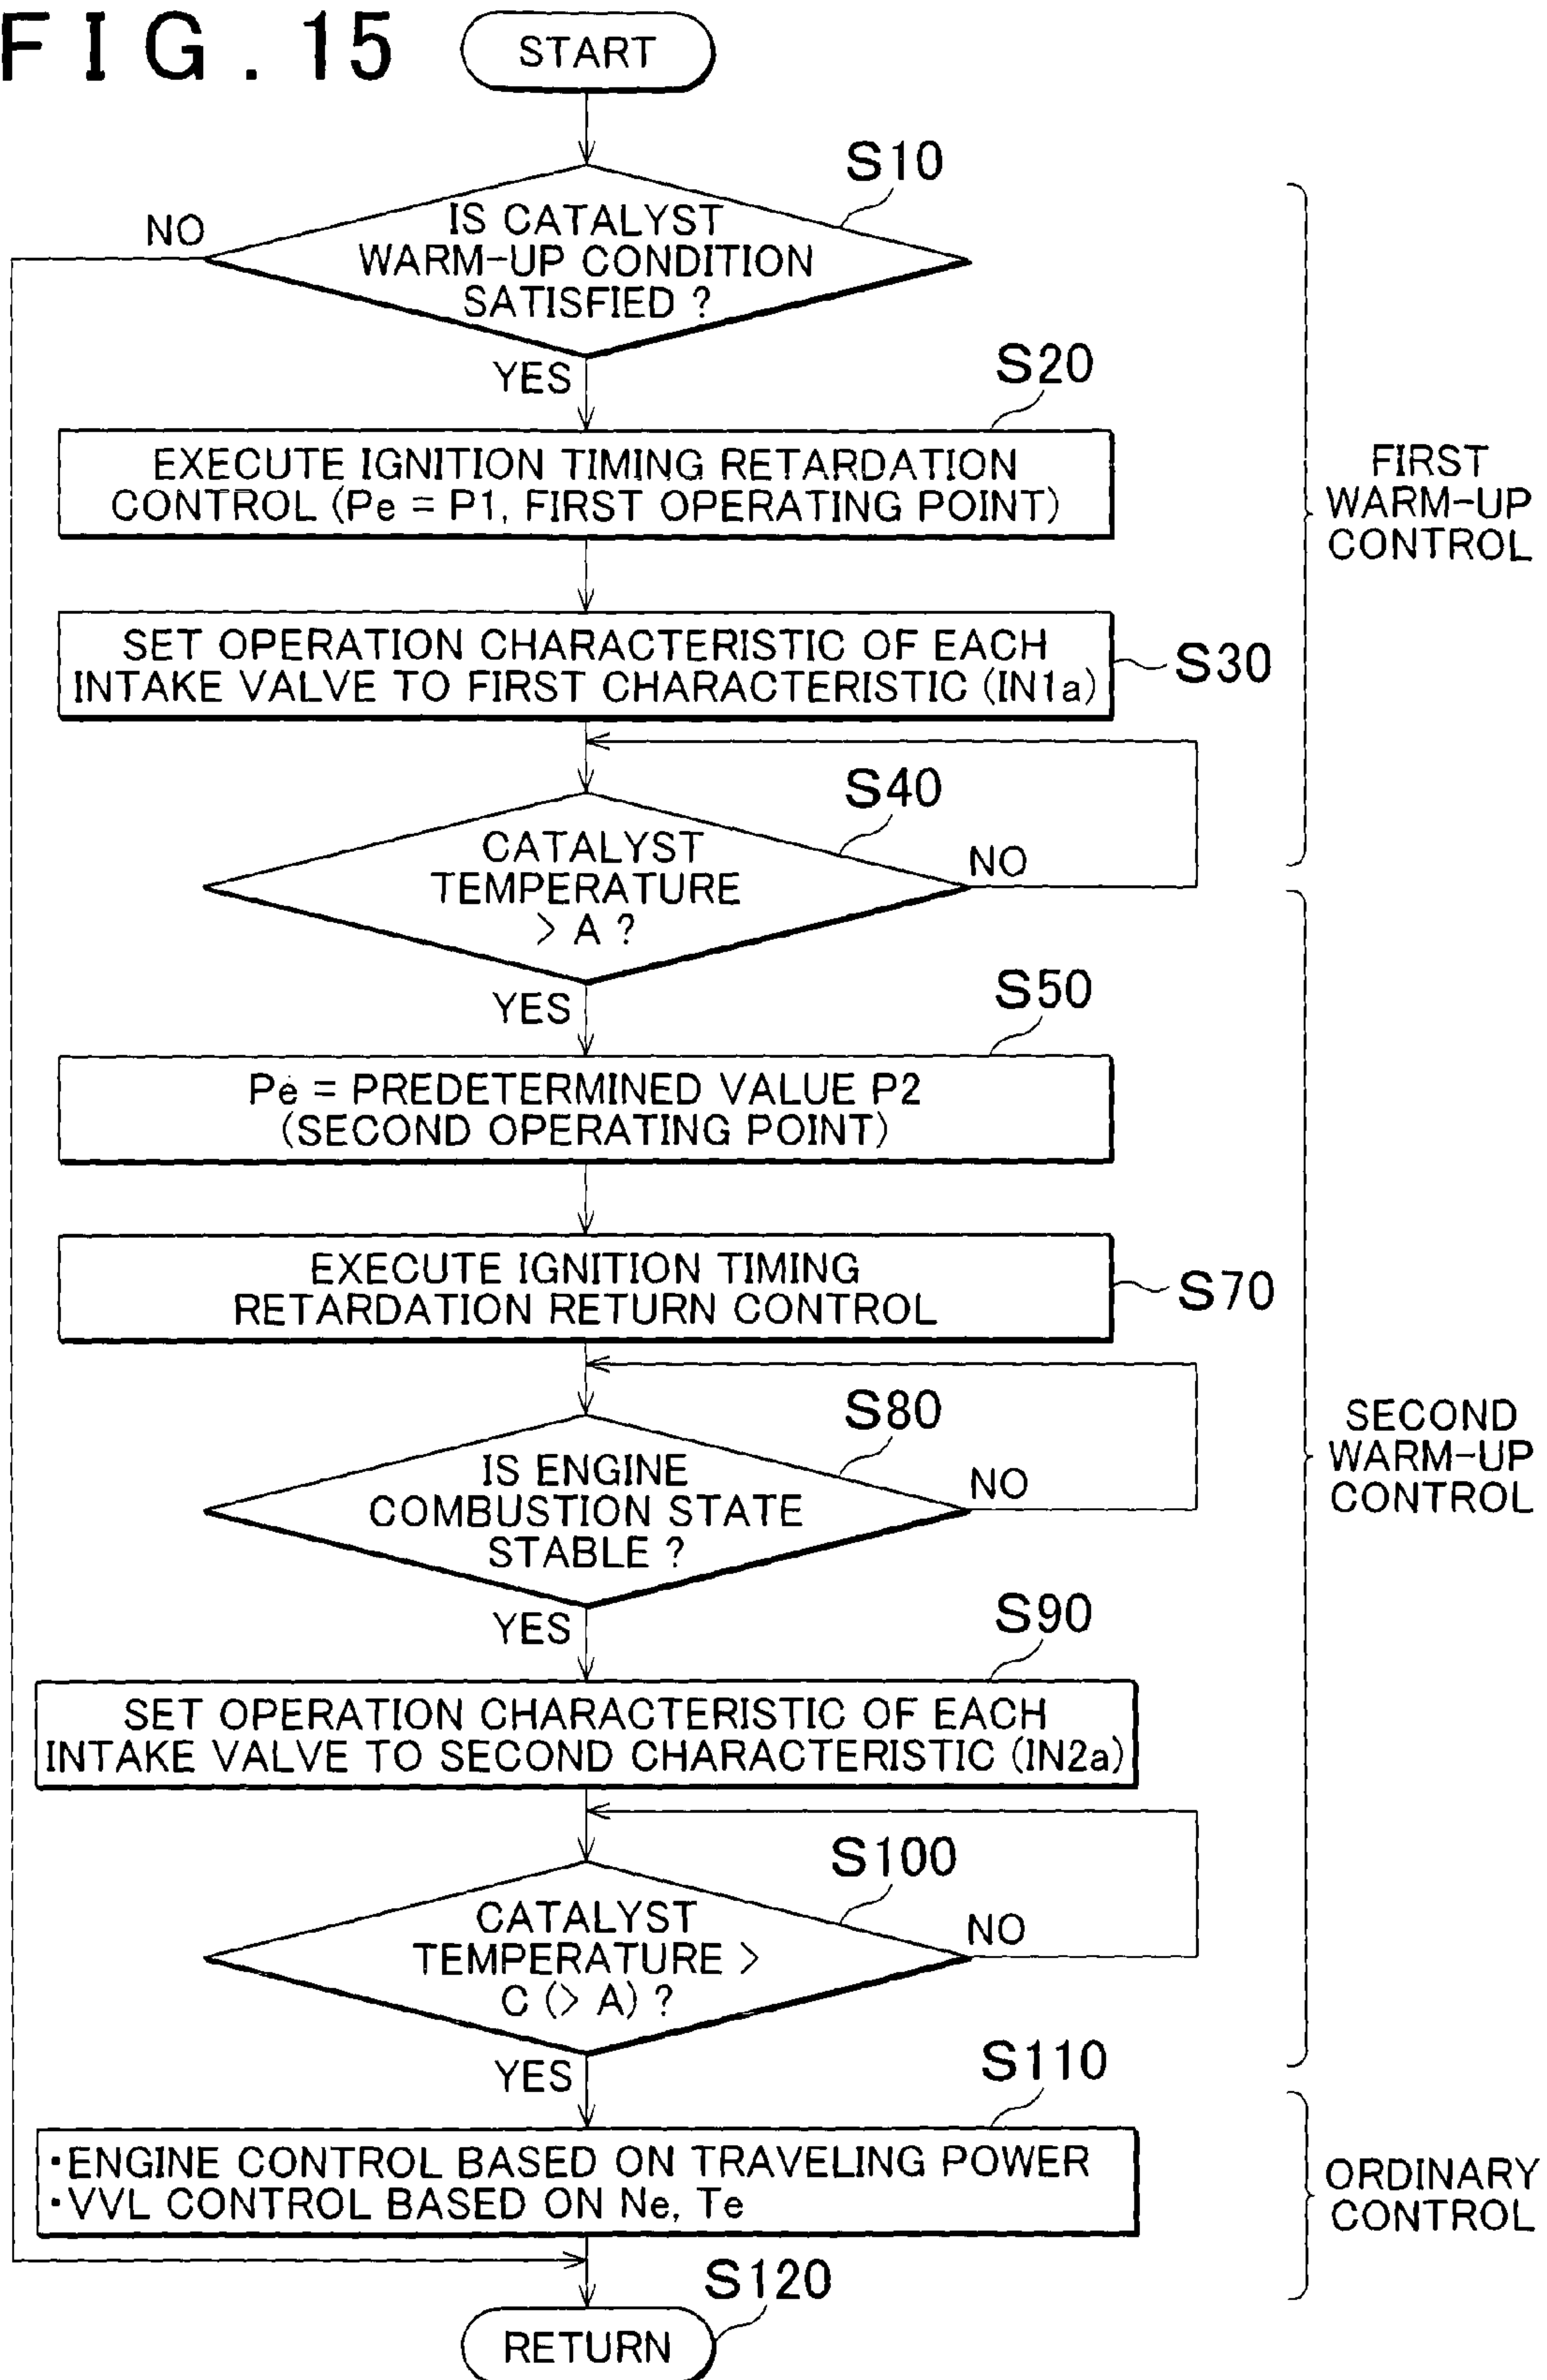 FIG. 15
START
S10
NO
IS CATALYST
WARM-UP CONDITION
SATISFIED ?
YES
S20
EXECUTE IGNITION TIMING RETARDATION
CONTROL (Pe = P1, FIRST OPERATING POINT)
FIRST
WARM-UP
CONTROL
SET OPERATION CHARACTERISTIC OF EACH
INTAKE VALVE TO FIRST CHARACTERISTIC (IN1a)
S30
S40
CATALYST
TEMPERATURE
> A ?
NO
YES
S50
Pe = PREDETERMINED VALUE P2
(SECOND OPERATING POINT)
EXECUTE IGNITION TIMING
RETARDATION RETURN CONTROL
S70
S80
IS ENGINE
COMBUSTION STATE
STABLE ?
NO
SECOND
WARM-UP
CONTROL
YES
S90
SET OPERATION CHARACTERISTIC OF EACH
INTAKE VALVE TO SECOND CHARACTERISTIC (IN2a)
S100
CATALYST
TEMPERATURE >
C (> A) ?
NO
YES
S110
・ENGINE CONTROL BASED ON TRAVELING POWER
・VVL CONTROL BASED ON Ne, Te
ORDINARY
CONTROL
S120
RETURN